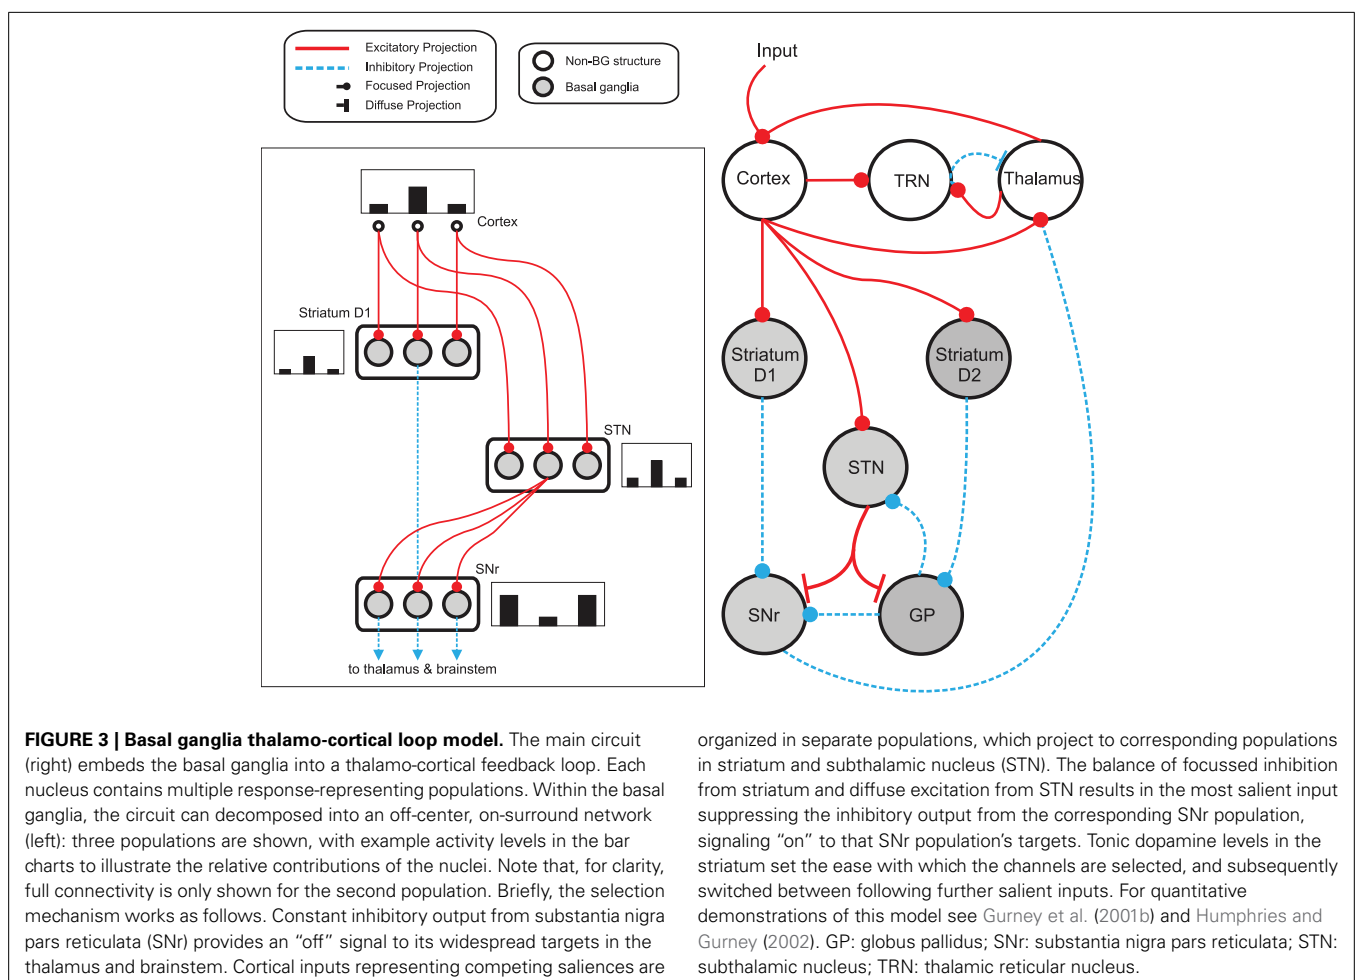 Excitatory Projection
Inhibitory Projection
Focused Projection
Diffuse Projection
Non-BG structure
Basal ganglia
Cortex
Striatum D1
STN
SNr
to thalamus & brainstem
Input
Cortex
TRN
Thalamus
Striatum
D1
Striatum
D2
STN
SNr
GP
FIGURE 3 | Basal ganglia thalamo-cortical loop model. The main circuit
(right) embeds the basal ganglia into a thalamo-cortical feedback loop. Each
nucleus contains multiple response-representing populations. Within the basal
ganglia, the circuit can decomposed into an off-center, on-surround network
(left): three populations are shown, with example activity levels in the bar
charts to illustrate the relative contributions of the nuclei. Note that, for clarity,
full connectivity is only shown for the second population. Briefly, the selection
mechanism works as follows. Constant inhibitory output from substantia nigra
pars reticulata (SNr) provides an “off” signal to its widespread targets in the
thalamus and brainstem. Cortical inputs representing competing saliences are
organized in separate populations, which project to corresponding populations
in striatum and subthalamic nucleus (STN). The balance of focussed inhibition
from striatum and diffuse excitation from STN results in the most salient input
suppressing the inhibitory output from the corresponding SNr population,
signaling “on” to that SNr population’s targets. Tonic dopamine levels in the
striatum set the ease with which the channels are selected, and subsequently
switched between following further salient inputs. For quantitative
demonstrations of this model see Gurney et al. (2001b) and Humphries and
Gurney (2002). GP: globus pallidus; SNr: substantia nigra pars reticulata; STN:
subthalamic nucleus; TRN: thalamic reticular nucleus.